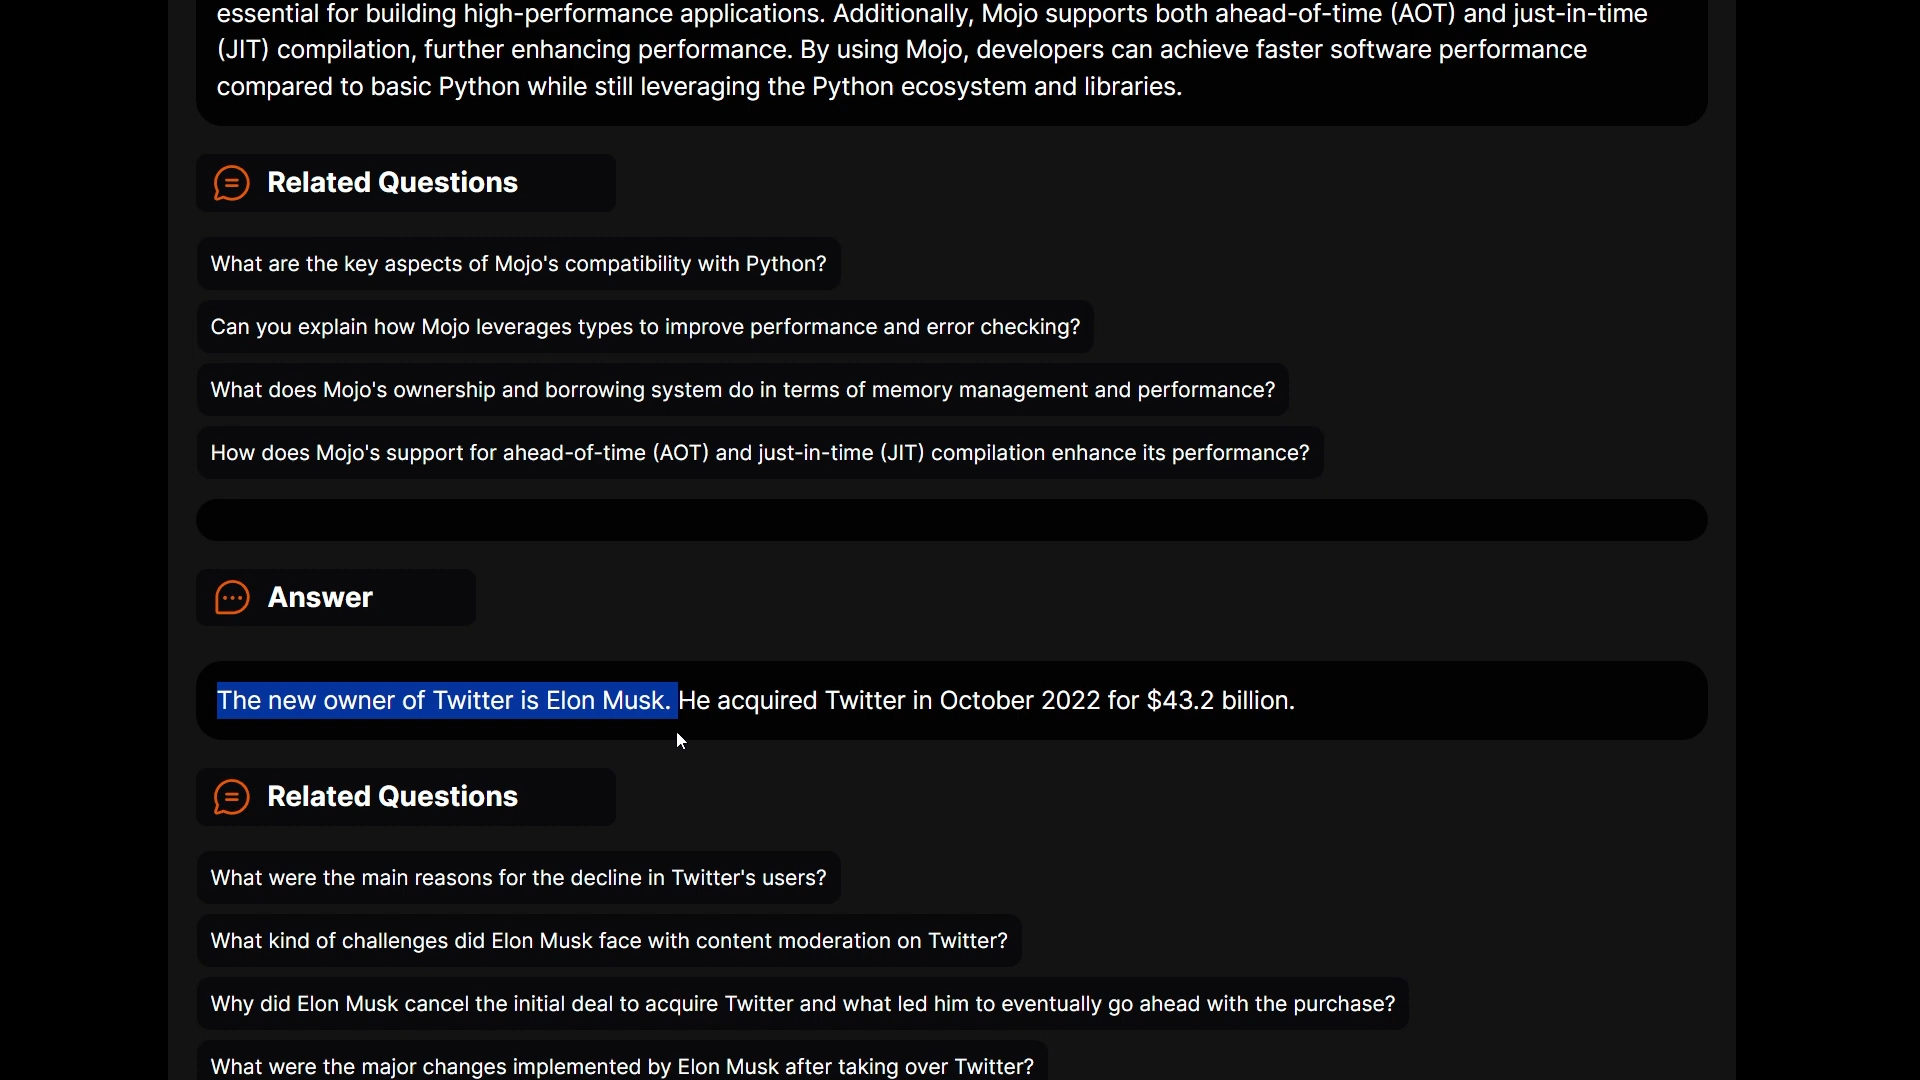 essential for building high-performance applications. Additionally, Mojo supports both ahead-of-time (AOT) and just-in-time
(JIT) compilation, further enhancing performance. By using Mojo, developers can achieve faster software performance
compared to basic Python while still leveraging the Python ecosystem and libraries.
Related Questions
What are the key aspects of Mojo's compatibility with Python?
Can you explain how Mojo leverages types to improve performance and error checking?
What does Mojo's ownership and borrowing system do in terms of memory management and performance?
How does Mojo's support for ahead-of-time (AOT) and just-in-time (JIT) compilation enhance its performance?
Answer
The new owner of Twitter is Elon Musk. He acquired Twitter in October 2022 for $43.2 billion.
Related Questions
What were the main reasons for the decline in Twitter's users?
What kind of challenges did Elon Musk face with content moderation on Twitter?
Why did Elon Musk cancel the initial deal to acquire Twitter and what led him to eventually go ahead with the purchase?
What were the major changes implemented by Elon Musk after taking over Twitter?